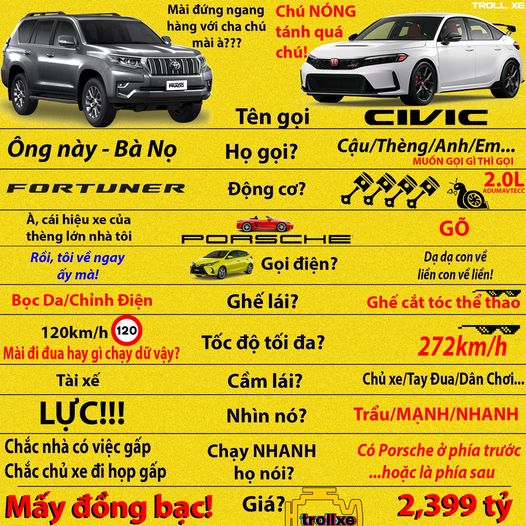 TROLL XE
Mài đứng ngang
hàng với cha chú
mài à???
Chú NÓNG
tánh quá
chú!
Tên gọi
CIVIC
Ông này - Bà Nọ
Họ gọi?
Cậu/Thèng/Anh/Em...
MUỐN GỌI GÌ THÌ GỌI
FORTUNER
Động cơ?
2.0L
ADUMAVTECC
À, cái hiệu xe của
thèng lớn nhà tôi
PORSCHE
GÕ
Rồi, tôi về ngay
ấy mà!
Gọi điện?
Dạ dạ con về
liền con về liền!
Bọc Da/Chỉnh Điện
Ghế lái?
Ghế cắt tóc thể thao
120km/h
120
Mài đi đua hay gì chạy dữ vậy?
Tốc độ tối đa?
272km/h
Tài xế
Cầm lái?
Chủ xe/Tay Đua/Dân Chơi...
LỰC!!!
Nhìn nó?
Trẩu/MẠNH/NHANH
Chắc nhà có việc gấp
Chắc chủ xe đi họp gấp
Chạy NHANH
họ nói?
Có Porsche ở phía trước
...hoặc là phía sau
Mấy đồng bạc!
Giá?
trollxe
2,399 tỷ